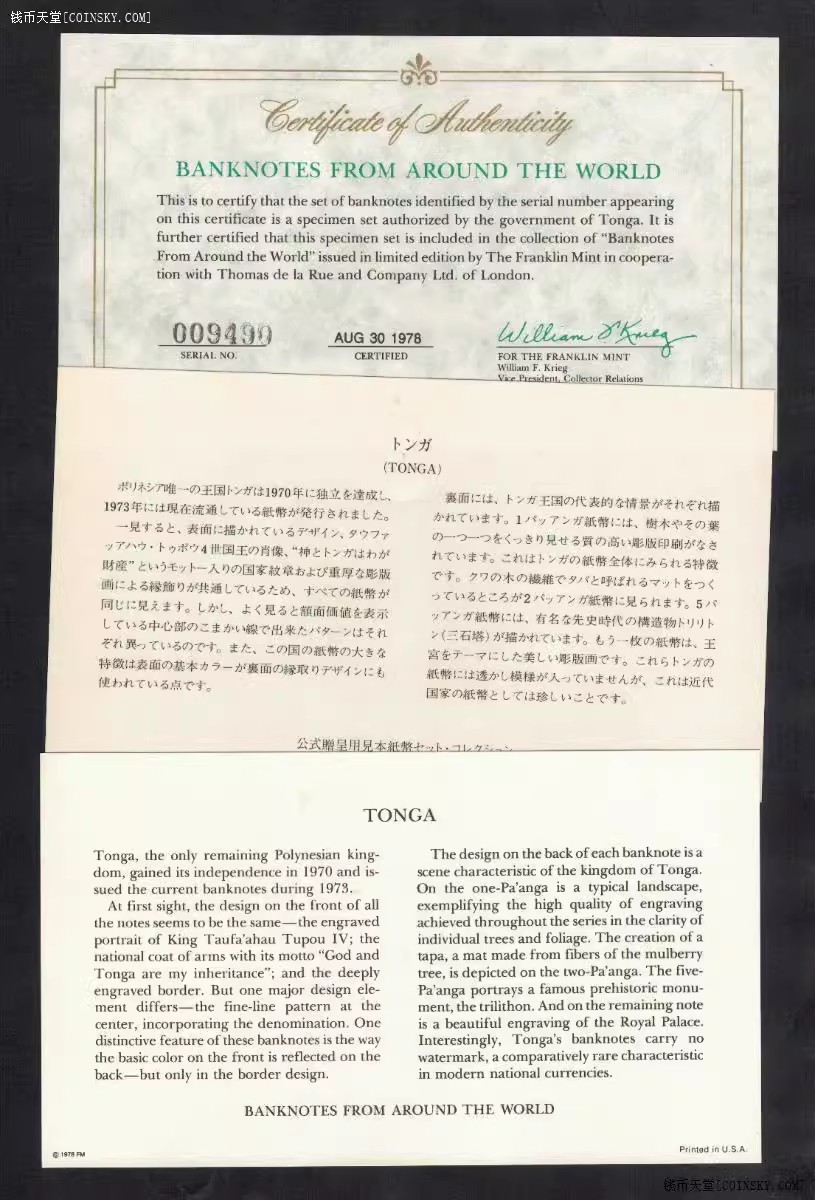 钱币天堂[COINSKY.COM]
Certificate of Authenticity
BANKNOTES FROM AROUND THE WORLD
This is to certify that the set of banknotes identified by the serial number appearing
on this certificate is a specimen set authorized by the government of Tonga. It is
further certified that this specimen set is included in the collection of “Banknotes
From Around the World” issued in limited edition by The Franklin Mint in coopera-
tion with Thomas de la Rue and Company Ltd. of London.
009490
SERIAL NO.
AUG 30 1978
CERTIFIED
William F. Krieg
FOR THE FRANKLIN MINT
William F. Krieg
Vice President, Collector Relations
トンガ
(TONGA)
ポリネシア唯一の王国トンガは1970年に独立を達成し、
1973年には現在流通している紙幣が発行されました。
一見すると、表面に描かれているデザイン、タウファ
ッアハウ・トゥポウ4世国王の肖像、“神とトンガはわが
財産”というモットー入りの国家紋章および重厚な彫版
画による縁飾りが共通しているため、すべての紙幣が
同じに見えます。しかし、よく見ると額面価値を表示
している中心部のこまかい線で出来たパターンはそれ
ぞれ異っているのです。また、この国の紙幣の大きな
特徴は表面の基本カラーが裏面の縁取りデザインにも
使われている点です。
裏面には、トンガ王国の代表的な情景がそれぞれ描
かれています。1パッアンガ紙幣には、樹木やその葉
の一つ一つをくっきり見せる質の高い彫版印刷がなさ
れています。これはトンガの紙幣全体にみられる特徴
です。クワの木の繊維でタパと呼ばれるマットをつく
っているところが2パッアンガ紙幣に見られます。5パ
ッアンガ紙幣には、有名な先史時代の構造物トリリト
ン(三石塔)が描かれています。もう一枚の紙幣は、王
宮をテーマにした美しい彫版画です。これらトンガの
紙幣には透かし模様が入っていませんが、これは近代
国家の紙幣としては珍しいことです。
公式贈呈用見本紙幣セット・コレクション
TONGA
Tonga, the only remaining Polynesian king-
dom, gained its independence in 1970 and is-
sued the current banknotes during 1973.
At first sight, the design on the front of all
the notes seems to be the same—the engraved
portrait of King Taufa'ahau Tupou IV; the
national coat of arms with its motto “God and
Tonga are my inheritance”; and the deeply
engraved border. But one major design ele-
ment differs—the fine-line pattern at the
center, incorporating the denomination. One
distinctive feature of these banknotes is the way
the basic color on the front is reflected on the
back—but only in the border design.
The design on the back of each banknote is a
scene characteristic of the kingdom of Tonga.
On the one-Pa'anga is a typical landscape,
exemplifying the high quality of engraving
achieved throughout the series in the clarity of
individual trees and foliage. The creation of a
tapa, a mat made from fibers of the mulberry
tree, is depicted on the two-Pa'anga. The five-
Pa'anga portrays a famous prehistoric monu-
ment, the trilithon. And on the remaining note
is a beautiful engraving of the Royal Palace.
Interestingly, Tonga's banknotes carry no
watermark, a comparatively rare characteristic
in modern national currencies.
BANKNOTES FROM AROUND THE WORLD
© 1978 FM
Printed in U.S.A.
钱币天堂[COINSKY.COM]